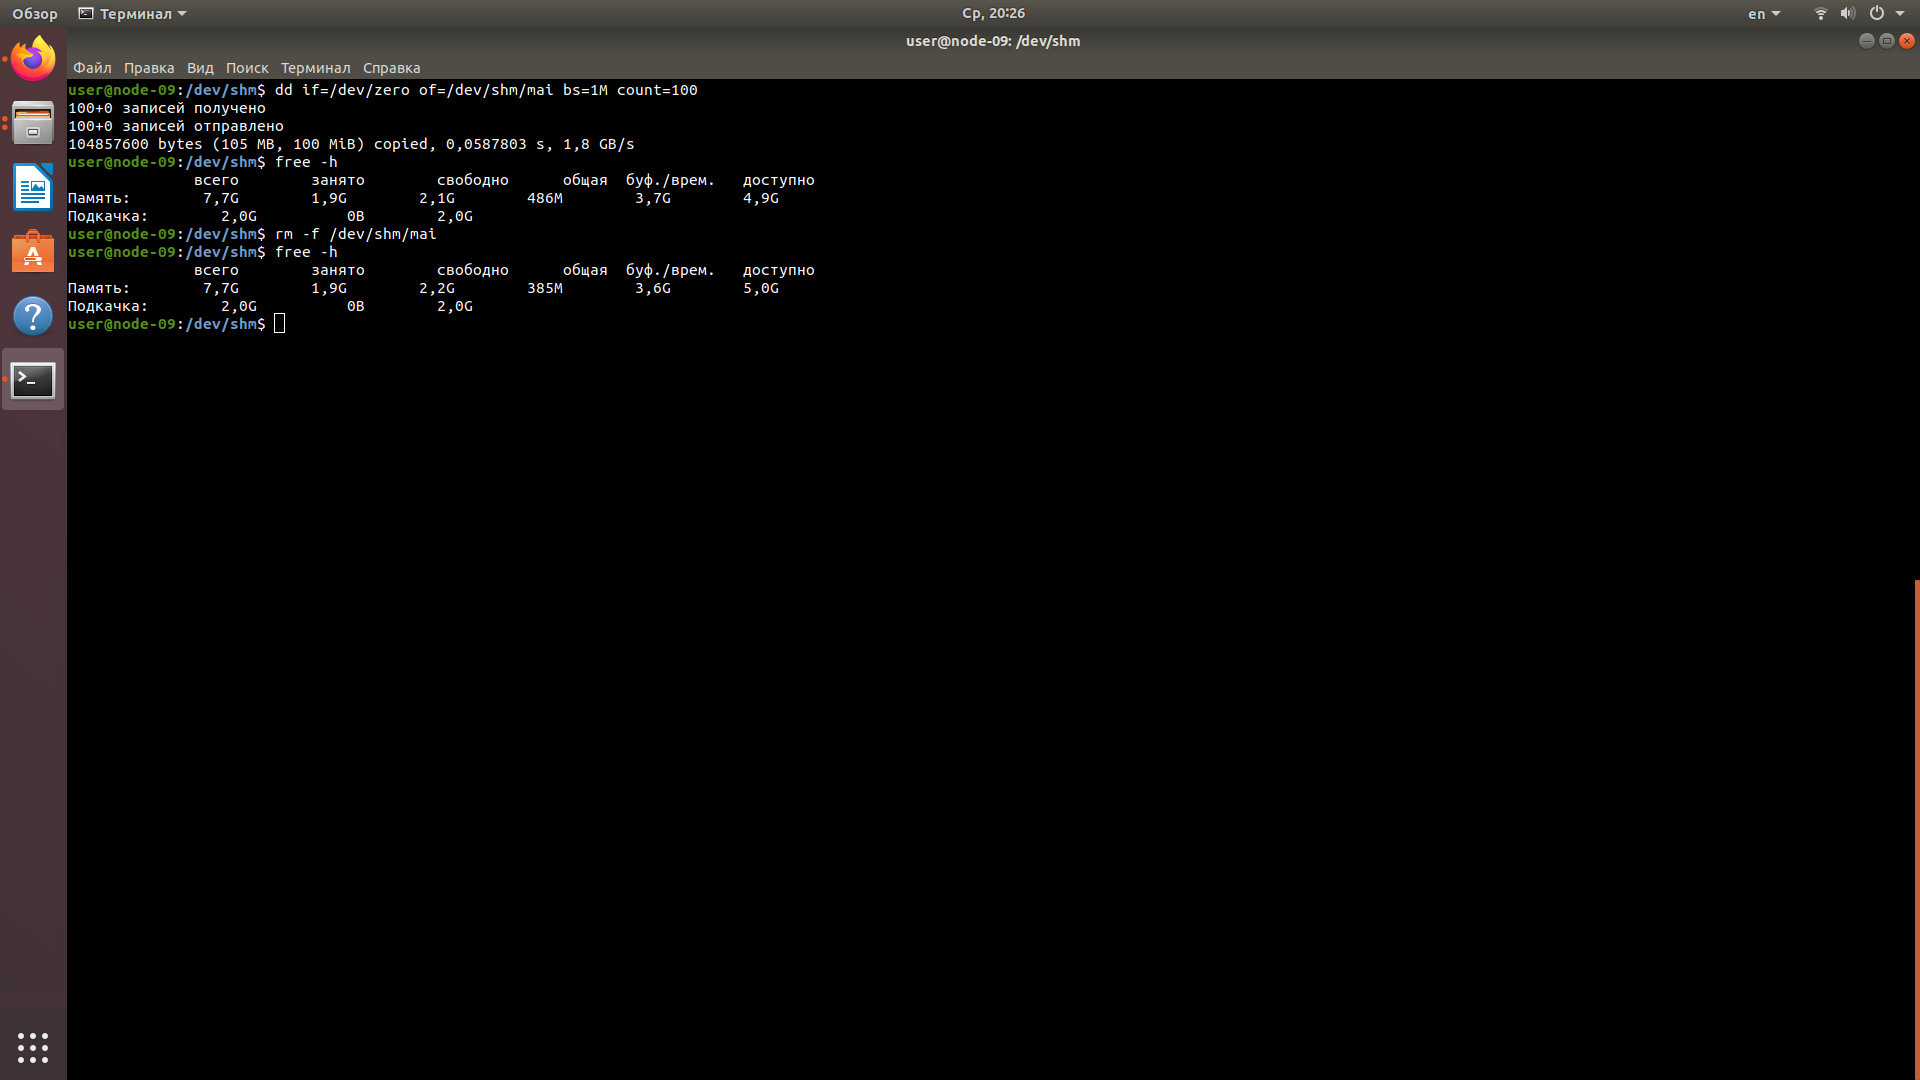 Обзор Терминал Ср, 20:26 en
user@node-09: /dev/shm
Файл Правка Вид Поиск Терминал Справка
user@node-09:/dev/shm$ dd if=/dev/zero of=/dev/shm/mai bs=1M count=100
100+0 записей получено
100+0 записей отправлено
104857600 bytes (105 MB, 100 MiB) copied, 0,0587803 s, 1,8 GB/s
user@node-09:/dev/shm$ free -h
              всего        занято        свободно      общая  буф./врем.   доступно
Память:        7,7G        1,9G        2,1G        486M        3,7G        4,9G
Подкачка:        2,0G          0B        2,0G
user@node-09:/dev/shm$ rm -f /dev/shm/mai
user@node-09:/dev/shm$ free -h
              всего        занято        свободно      общая  буф./врем.   доступно
Память:        7,7G        1,9G        2,2G        385M        3,6G        5,0G
Подкачка:        2,0G          0B        2,0G
user@node-09:/dev/shm$